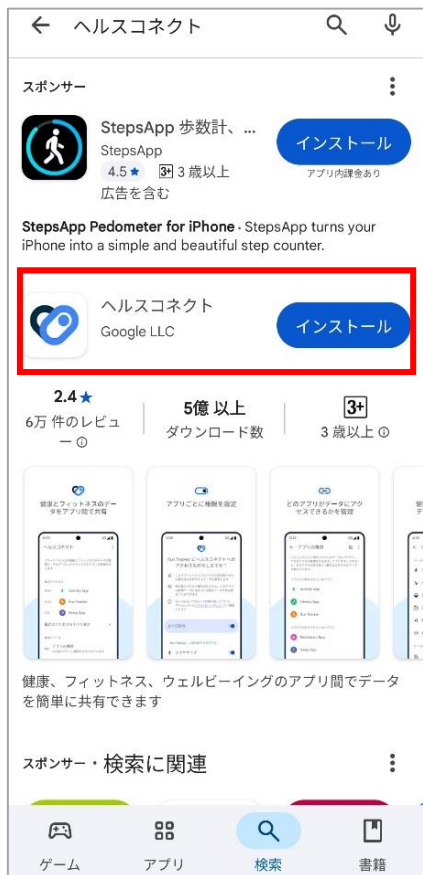 ヘルスコネクト
スポンサー
StepsApp 歩数計、...
StepsApp
4.5★ 3+ 3 歳以上
広告を含む
インストール
アプリ内課金あり
StepsApp Pedometer for iPhone · StepsApp turns your
iPhone into a simple and beautiful step counter.
ヘルスコネクト
Google LLC
インストール
2.4★
6万 件のレビュ
ー
5億 以上
ダウンロード数
3+
3 歳以上
健康とフィットネスのデー
タをアプリ間で共有
アプリごとに権限を設定
どのアプリがデータにアク
セスできるかを管理
健康、フィットネス、ウェルビーイングのアプリ間でデータ
を簡単に共有できます
スポンサー・検索に関連
ゲーム
アプリ
検索
書籍